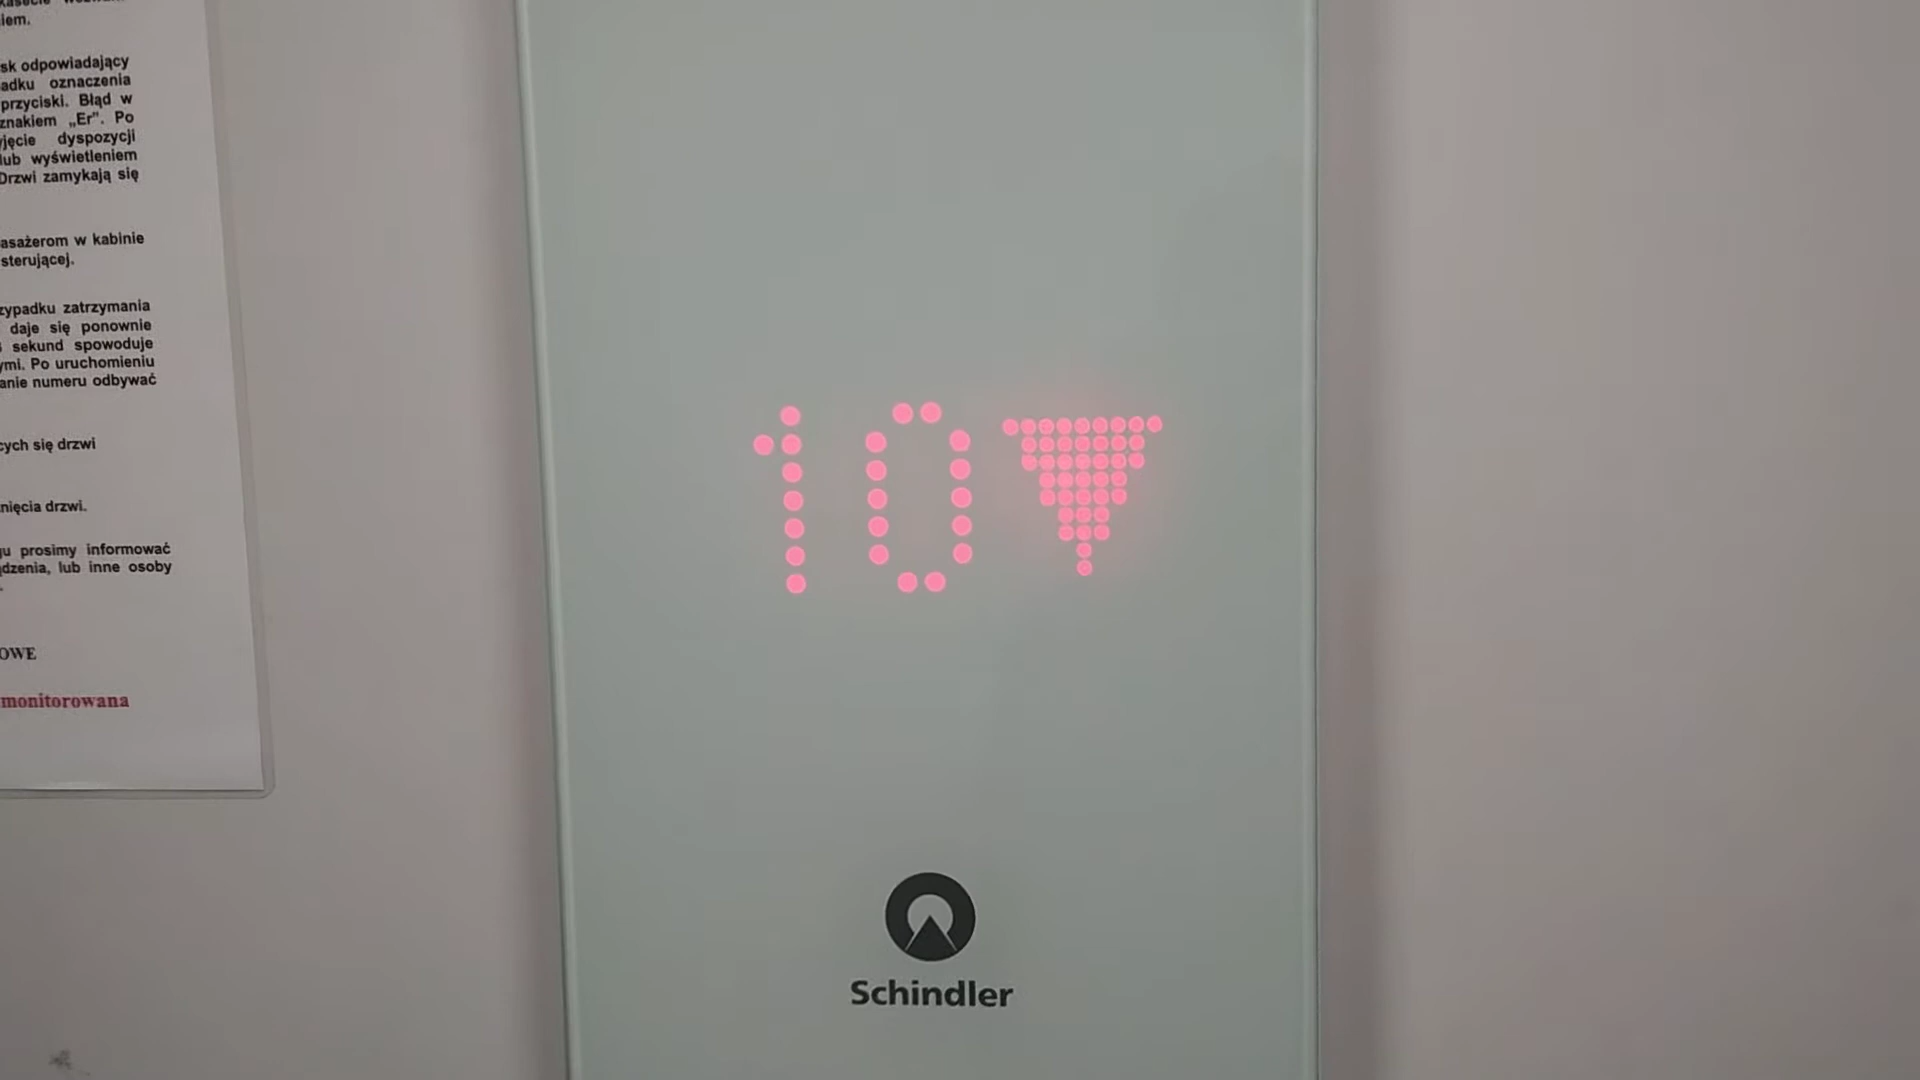 iem.
sk odpowiadający
adku oznaczenia
przyciski. Błąd w
znakiem „Er”. Po
jęcie dyspozycji
lub wyświetleniem
Drzwi zamykają się
asażerom w kabinie
sterującej.
zypadku zatrzymania
daje się ponownie
sekund spowoduje
ymi. Po uruchomieniu
anie numeru odbywać
cych się drzwi
nięcia drzwi.
gu prosimy informować
dzenia, lub inne osoby
OWE
monitorowana
10▼
Schindler